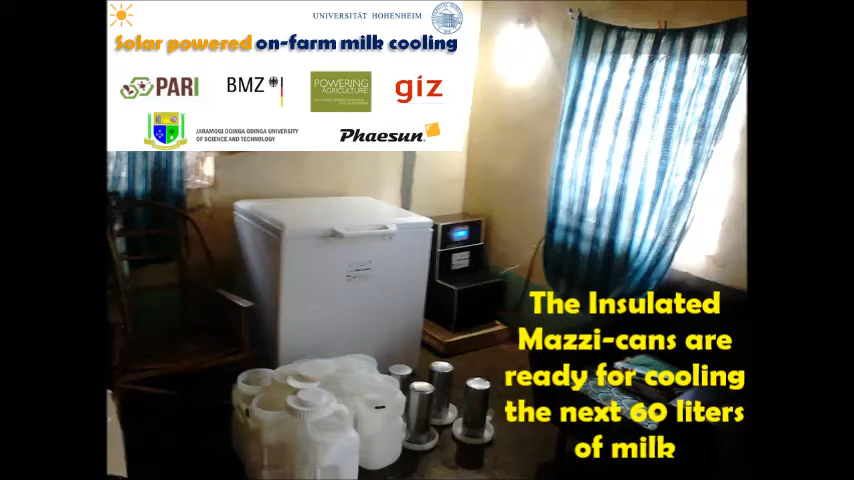 UNIVERSITÄT HOHENHEIM
Solar powered on-farm milk cooling
PARI
BMZ
POWERING
AGRICULTURE
giz
JARAMOGI OGINGA ODINGA UNIVERSITY
OF SCIENCE AND TECHNOLOGY
Phaesun
The Insulated
Mazzi-cans are
ready for cooling
the next 60 liters
of milk